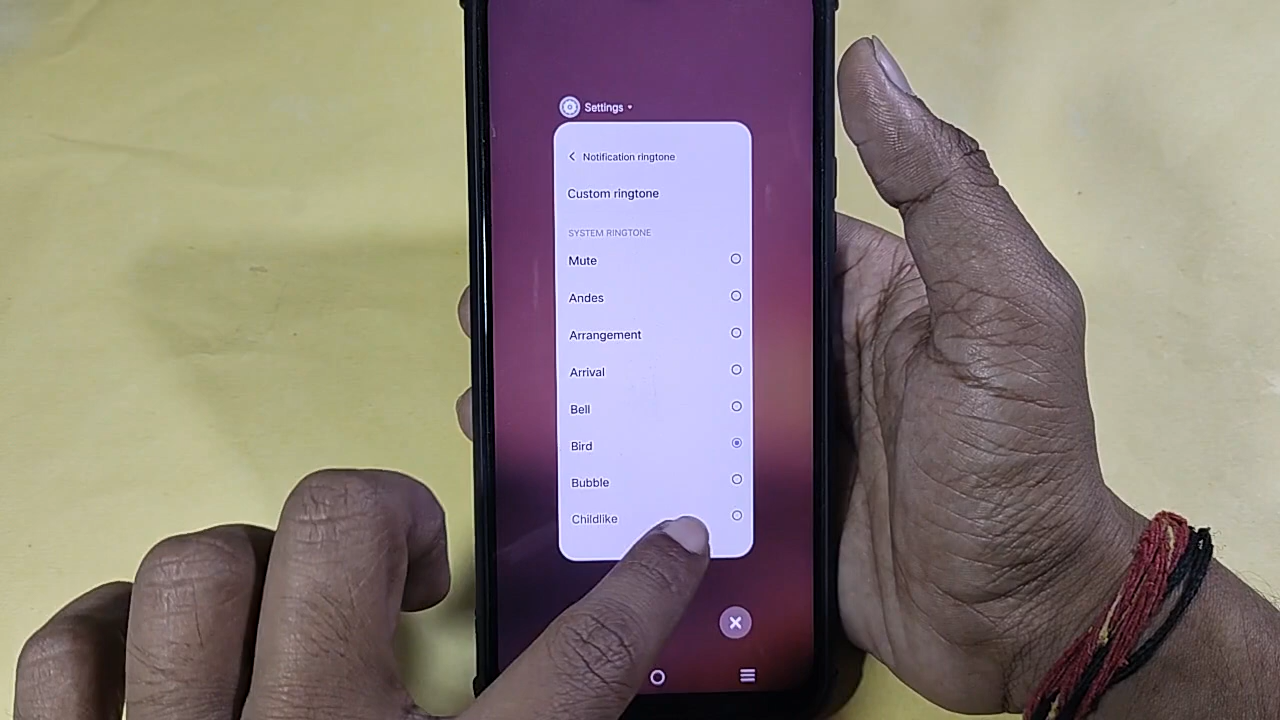 Settings
Notification ringtone
Custom ringtone
SYSTEM RINGTONE
Mute
Andes
Arrangement
Arrival
Bell
Bird
Bubble
Childlike